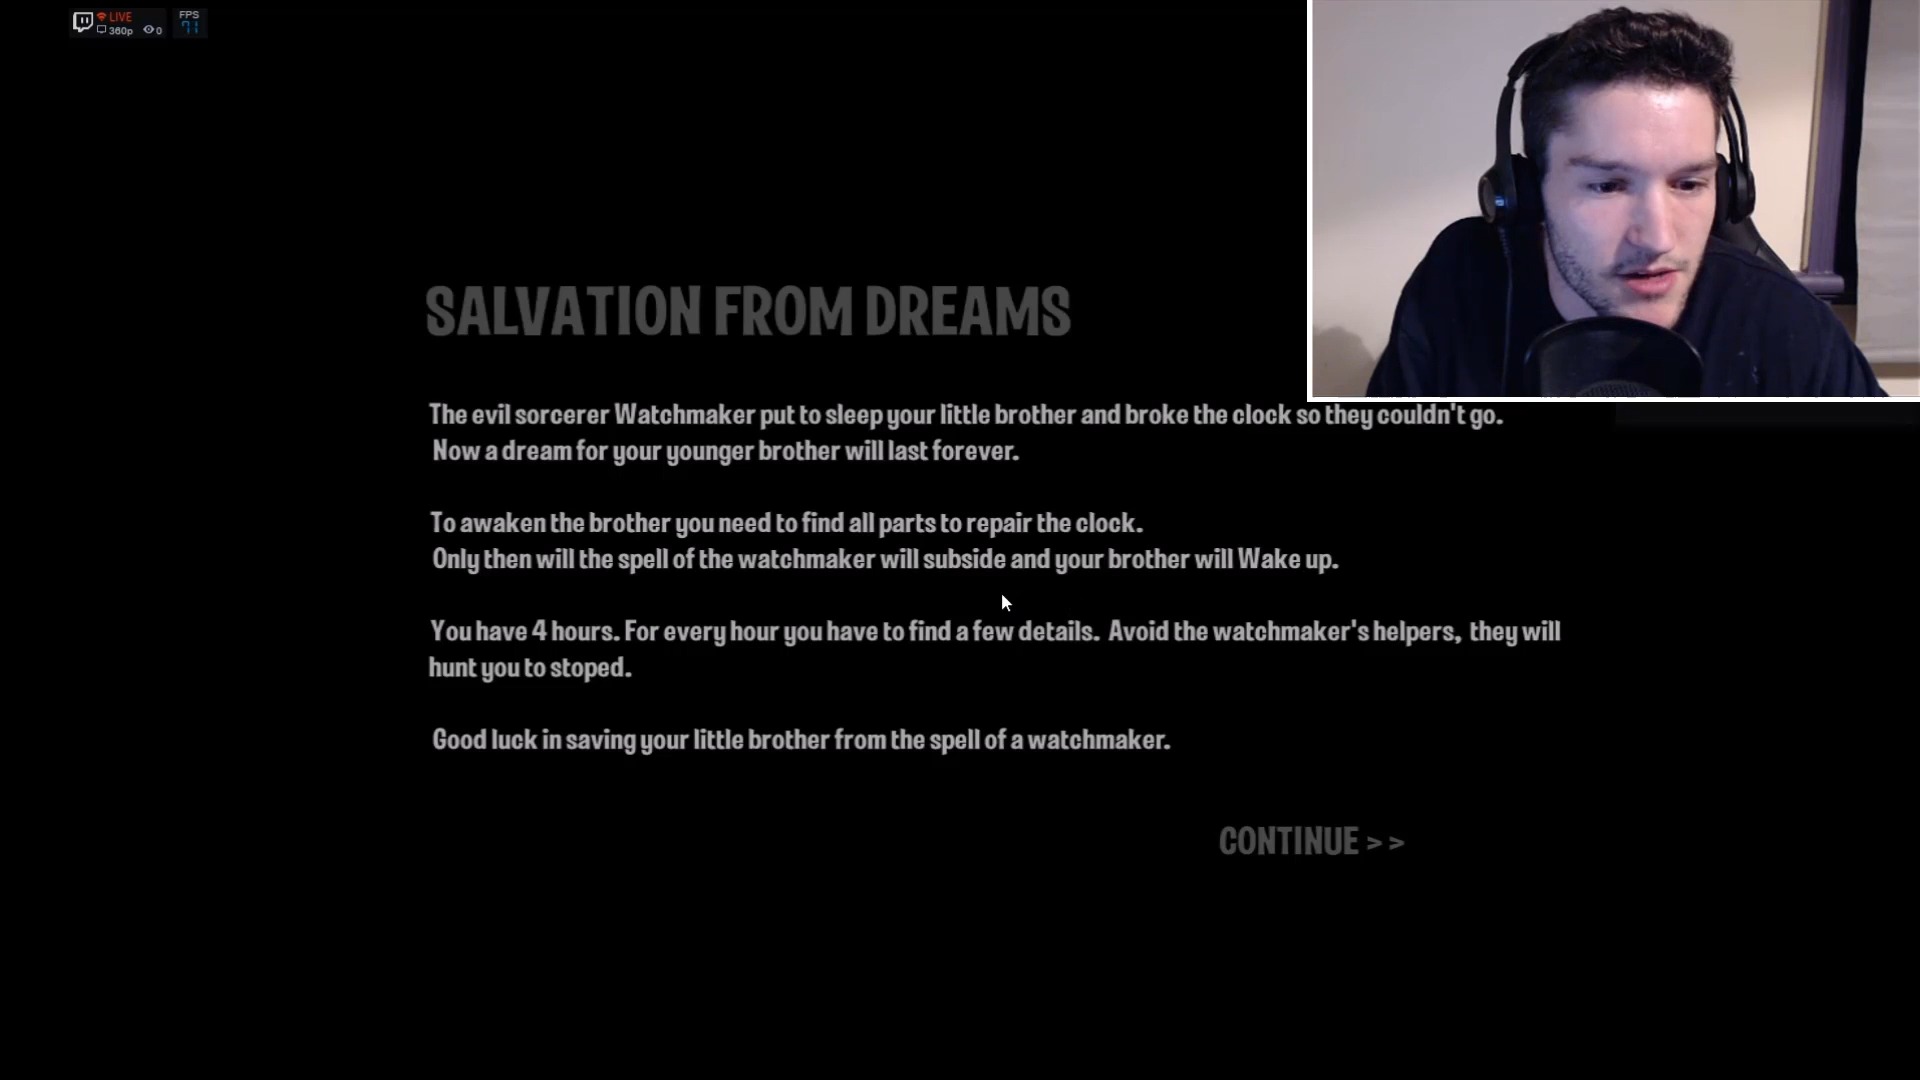 LIVE
FPS
360p 0
71
SALVATION FROM DREAMS
The evil sorcerer Watchmaker put to sleep your little brother and broke the clock so they couldn't go.
Now a dream for your younger brother will last forever.
To awaken the brother you need to find all parts to repair the clock.
Only then will the spell of the watchmaker will subside and your brother will Wake up.
You have 4 hours. For every hour you have to find a few details. Avoid the watchmaker's helpers, they will
hunt you to stoped.
Good luck in saving your little brother from the spell of a watchmaker.
CONTINUE > >